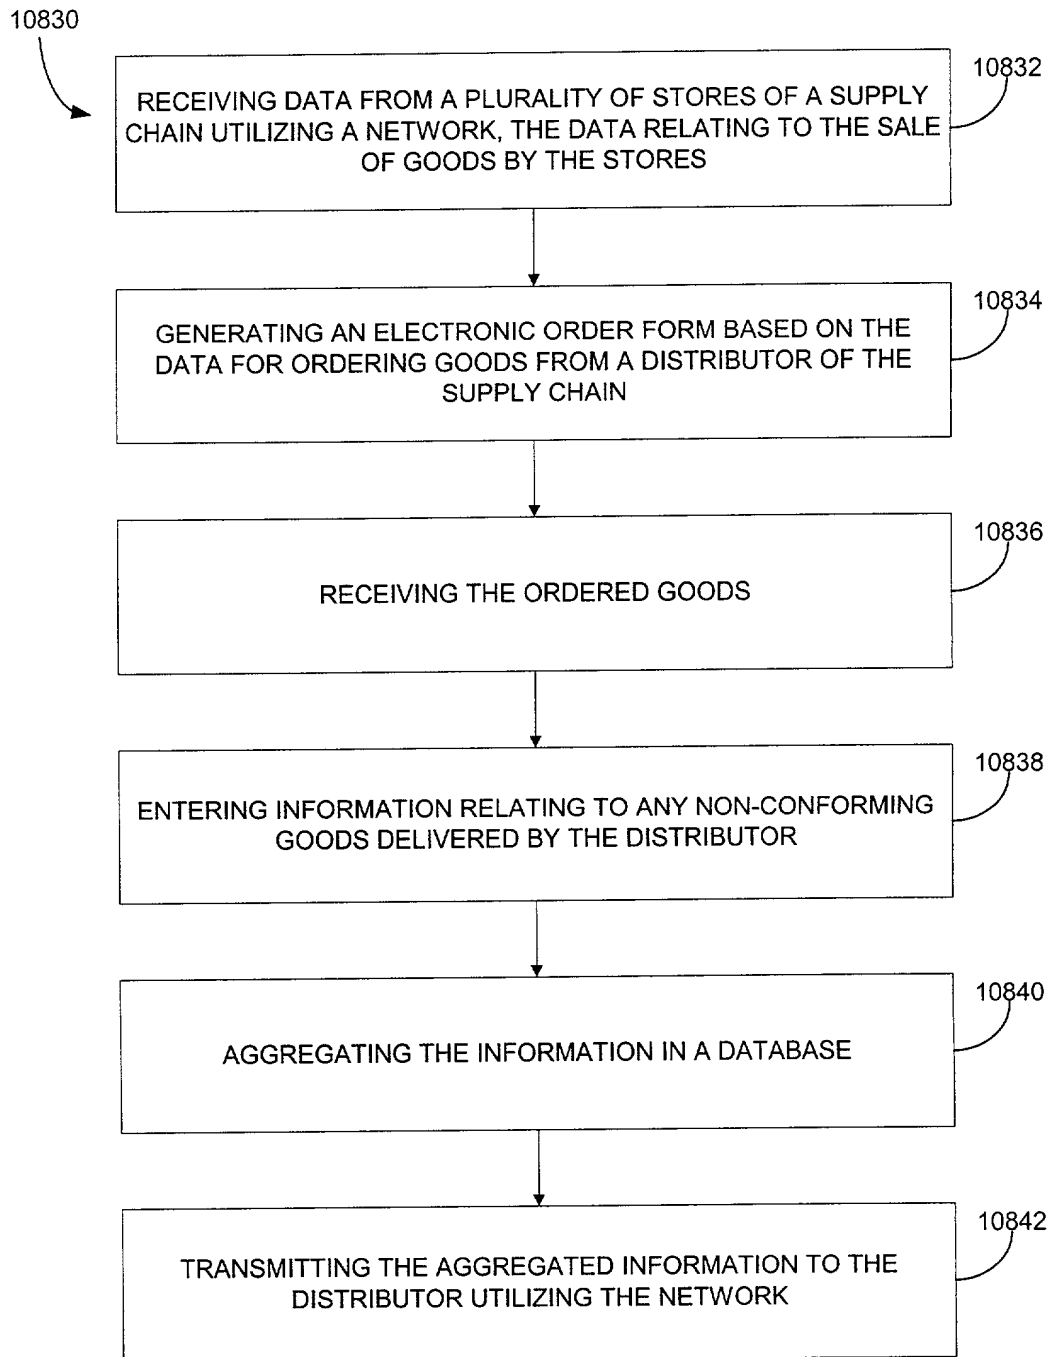 10830
10832
RECEIVING DATA FROM A PLURALITY OF STORES OF A SUPPLY
CHAIN UTILIZING A NETWORK, THE DATA RELATING TO THE SALE
OF GOODS BY THE STORES
10834
GENERATING AN ELECTRONIC ORDER FORM BASED ON THE
DATA FOR ORDERING GOODS FROM A DISTRIBUTOR OF THE
SUPPLY CHAIN
10836
RECEIVING THE ORDERED GOODS
10838
ENTERING INFORMATION RELATING TO ANY NON-CONFORMING
GOODS DELIVERED BY THE DISTRIBUTOR
10840
AGGREGATING THE INFORMATION IN A DATABASE
10842
TRANSMITTING THE AGGREGATED INFORMATION TO THE
DISTRIBUTOR UTILIZING THE NETWORK